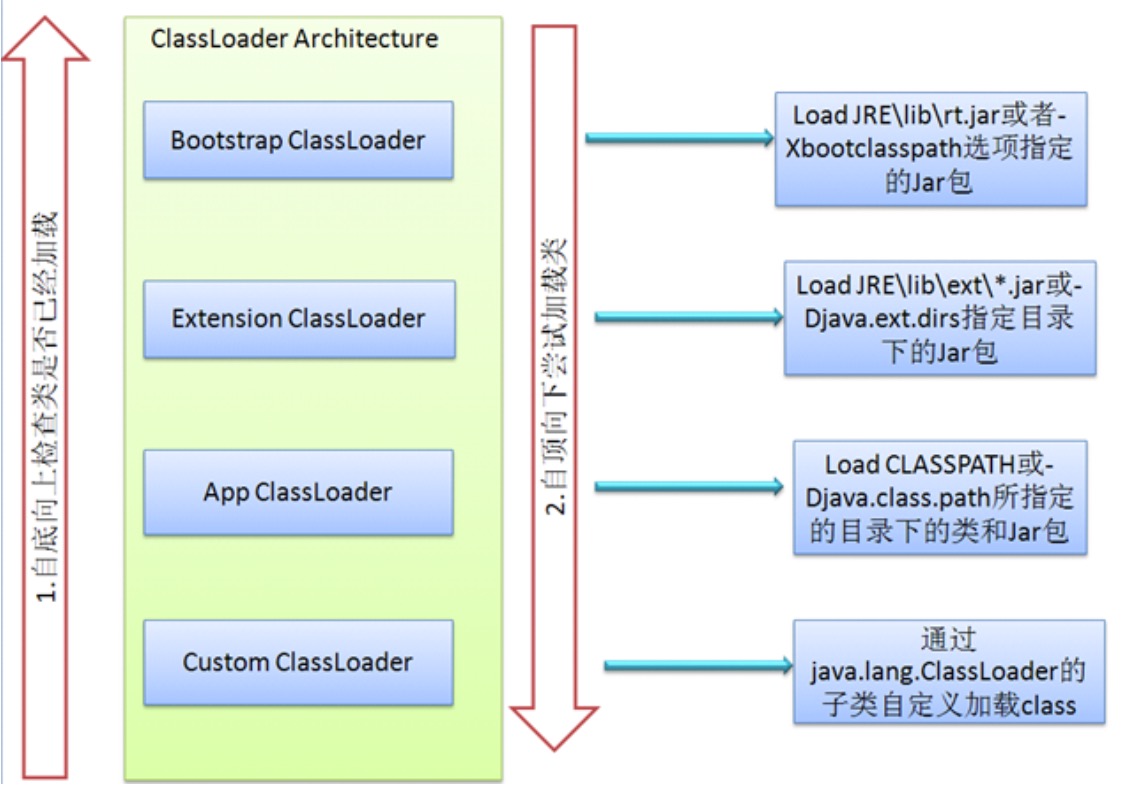 ClassLoader Architecture
1.自底向上检查类是否已经加载
Bootstrap ClassLoader
Extension ClassLoader
App ClassLoader
Custom ClassLoader
2.自顶向下尝试加载类
Load JRE\lib\rt.jar或者-
Xbootclasspath选项指定
的Jar包
Load JRE\lib\ext\*.jar或-
Djava.ext.dirs指定目录
下的Jar包
Load CLASSPATH或-
Djava.class.path所指定
的目录下的类和Jar包
通过
java.lang.ClassLoader的
子类自定义加载class